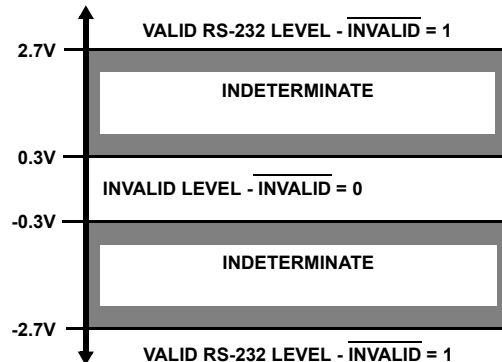 VALID RS-232 LEVEL - INVALID = 1
2.7V
INDETERMINATE
0.3V
INVALID LEVEL - INVALID = 0
-0.3V
INDETERMINATE
-2.7V
VALID RS-232 LEVEL - INVALID = 1